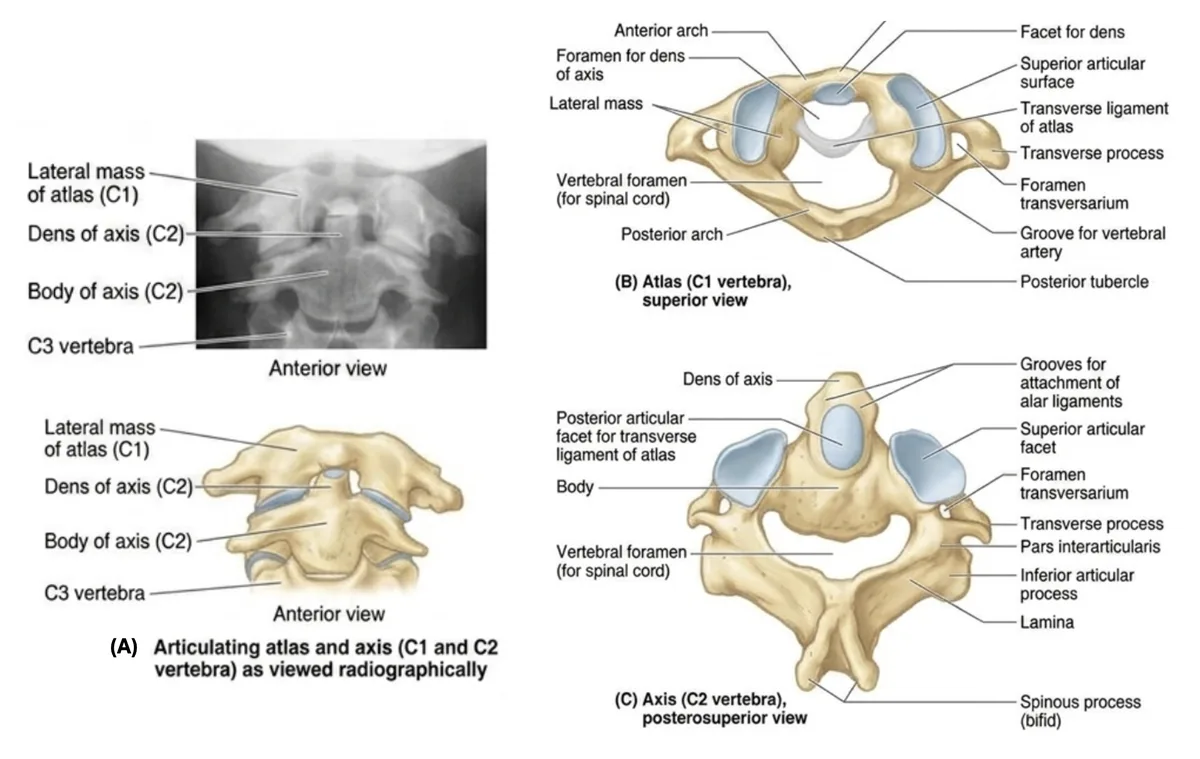 Lateral mass
of atlas (C1)
Dens of axis (C2)
Body of axis (C2)
C3 vertebra
Anterior view
Lateral mass
of atlas (C1)
Dens of axis (C2)
Body of axis (C2)
C3 vertebra
Anterior view
(A) Articulating atlas and axis (C1 and C2
vertebra) as viewed radiographically
Anterior arch
Foramen for dens
of axis
Lateral mass
Vertebral foramen
(for spinal cord)
Posterior arch
Facet for dens
Superior articular
surface
Transverse ligament
of atlas
Transverse process
Foramen
transversarium
Groove for vertebral
artery
Posterior tubercle
(B) Atlas (C1 vertebra),
superior view
Dens of axis
Posterior articular
facet for transverse
ligament of atlas
Body
Vertebral foramen
(for spinal cord)
Grooves for
attachment of
alar ligaments
Superior articular
facet
Foramen
transversarium
Transverse process
Pars interarticularis
Inferior articular
process
Lamina
Spinous process
(bifid)
(C) Axis (C2 vertebra),
posterosuperior view